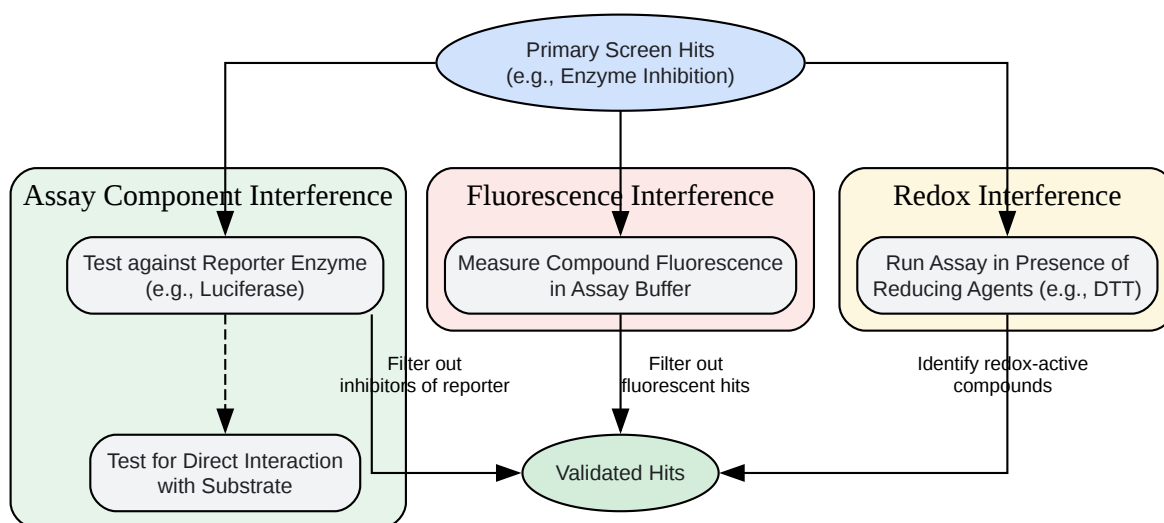 Primary Screen Hits
(e.g., Enzyme Inhibition)
Assay Component Interference
Fluorescence Interference
Redox Interference
Test against Reporter Enzyme
(e.g., Luciferase)
Measure Compound Fluorescence
in Assay Buffer
Run Assay in Presence of
Reducing Agents (e.g., DTT)
Filter out
inhibitors of reporter
Filter out
fluorescent hits
Identify redox-active
compounds
Test for Direct Interaction
with Substrate
Validated Hits